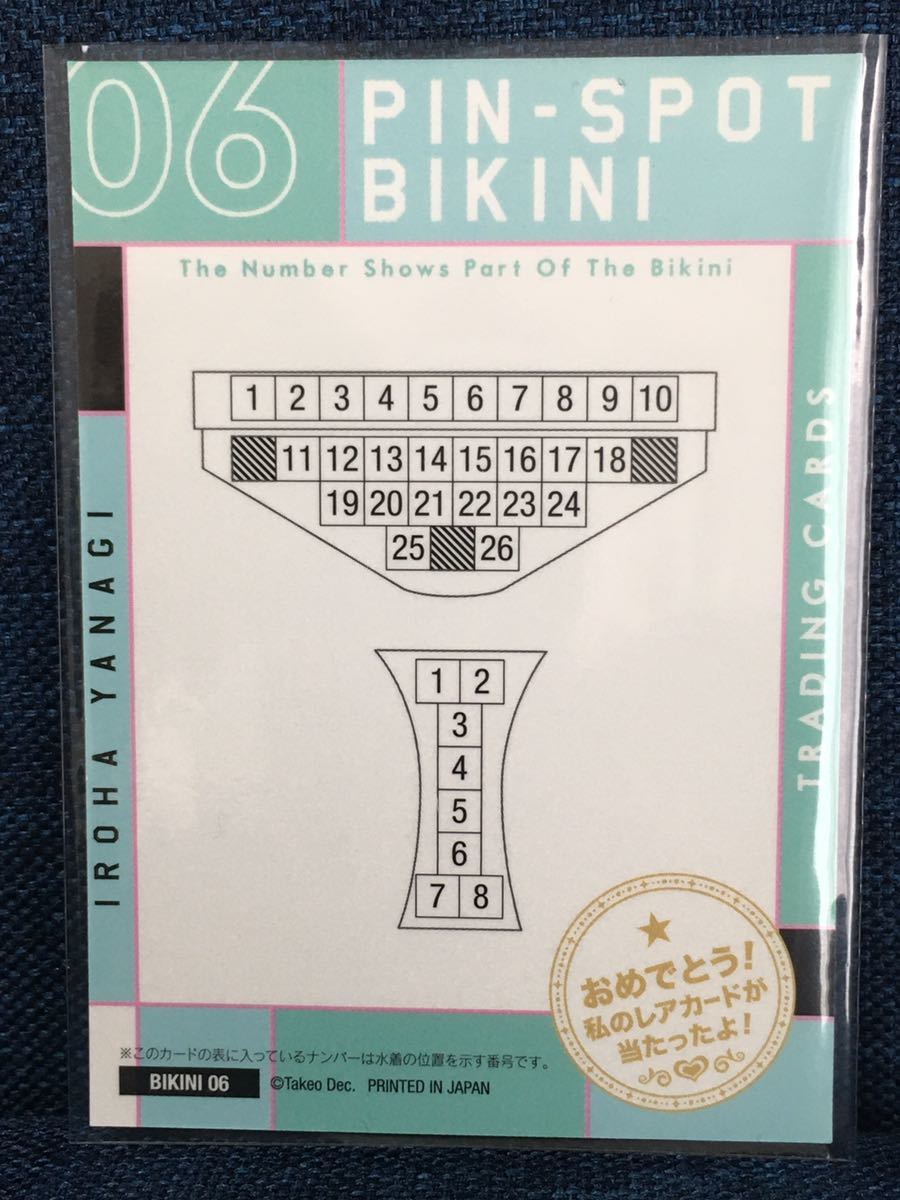 06
PIN-SPOT
BIKINI
The Number Shows Part Of The Bikini
1 2 3 4 5 6 7 8 9 10
11 12 13 14 15 16 17 18
19 20 21 22 23 24
25 26
1 2
3
4
5
6
7 8
IROHA YANAGI
TRADING CARDS
おめでとう!
私のレアカードが
当たったよ!
※このカードの表に入っているナンバーは水着の位置を示す番号です。
BIKINI 06 ©Takeo Dec. PRINTED IN JAPAN